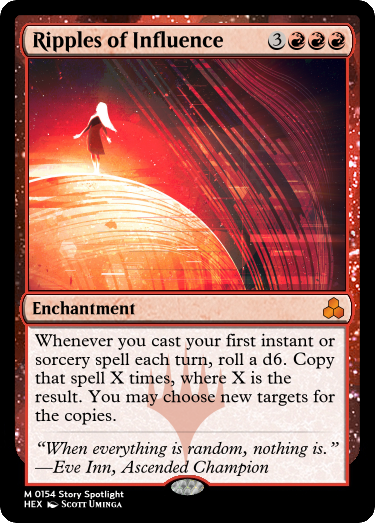 Ripples of Influence 3
Enchantment
Whenever you cast your first instant or
sorcery spell each turn, roll a d6. Copy
that spell X times, where X is the
result. You may choose new targets for
the copies.
“When everything is random, nothing is.”
—Eve Inn, Ascended Champion
M 0154 Story Spotlight
HEX Scott Uminga